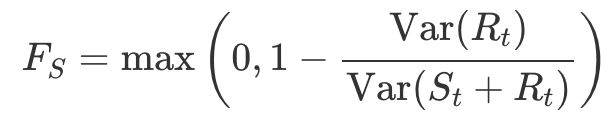 F_S = max ( 0, 1 − Var(R_t) / Var(S_t + R_t) )